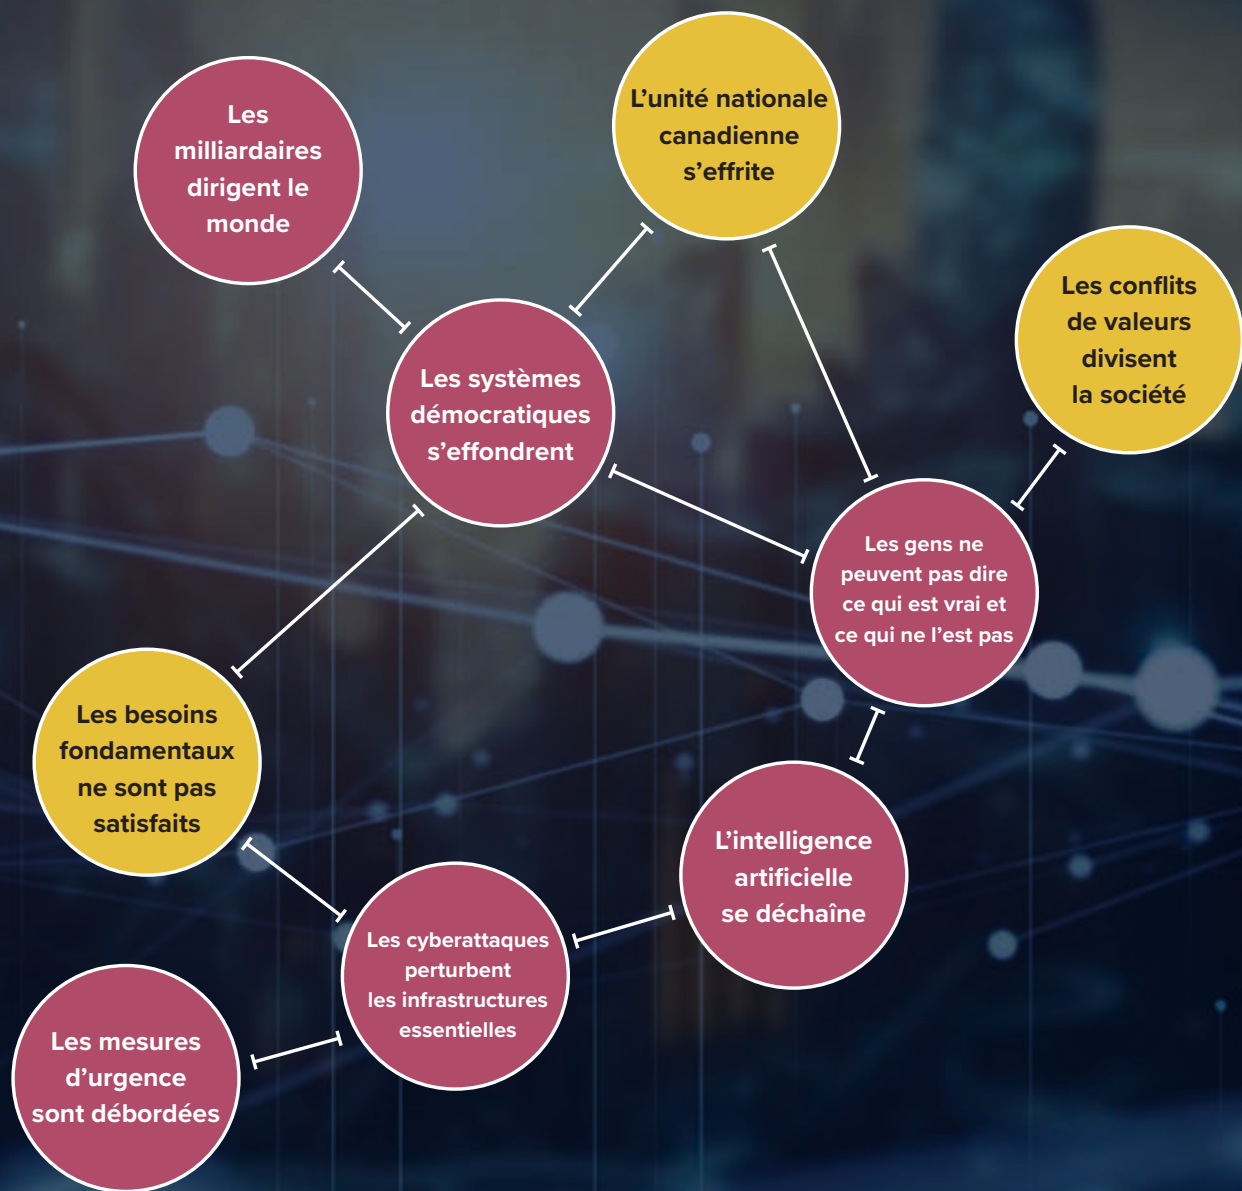 Les
milliardaires
dirigent le
monde
L’unité nationale
canadienne
s’effrite
Les conflits
de valeurs
divisent
la société
Les systèmes
démocratiques
s’effondrent
Les gens ne
peuvent pas dire
ce qui est vrai et
ce qui ne l’est pas
Les besoins
fondamentaux
ne sont pas
satisfaits
L’intelligence
artificielle
se déchaîne
Les cyberattaques
perturbent
les infrastructures
essentielles
Les mesures
d’urgence
sont débordées